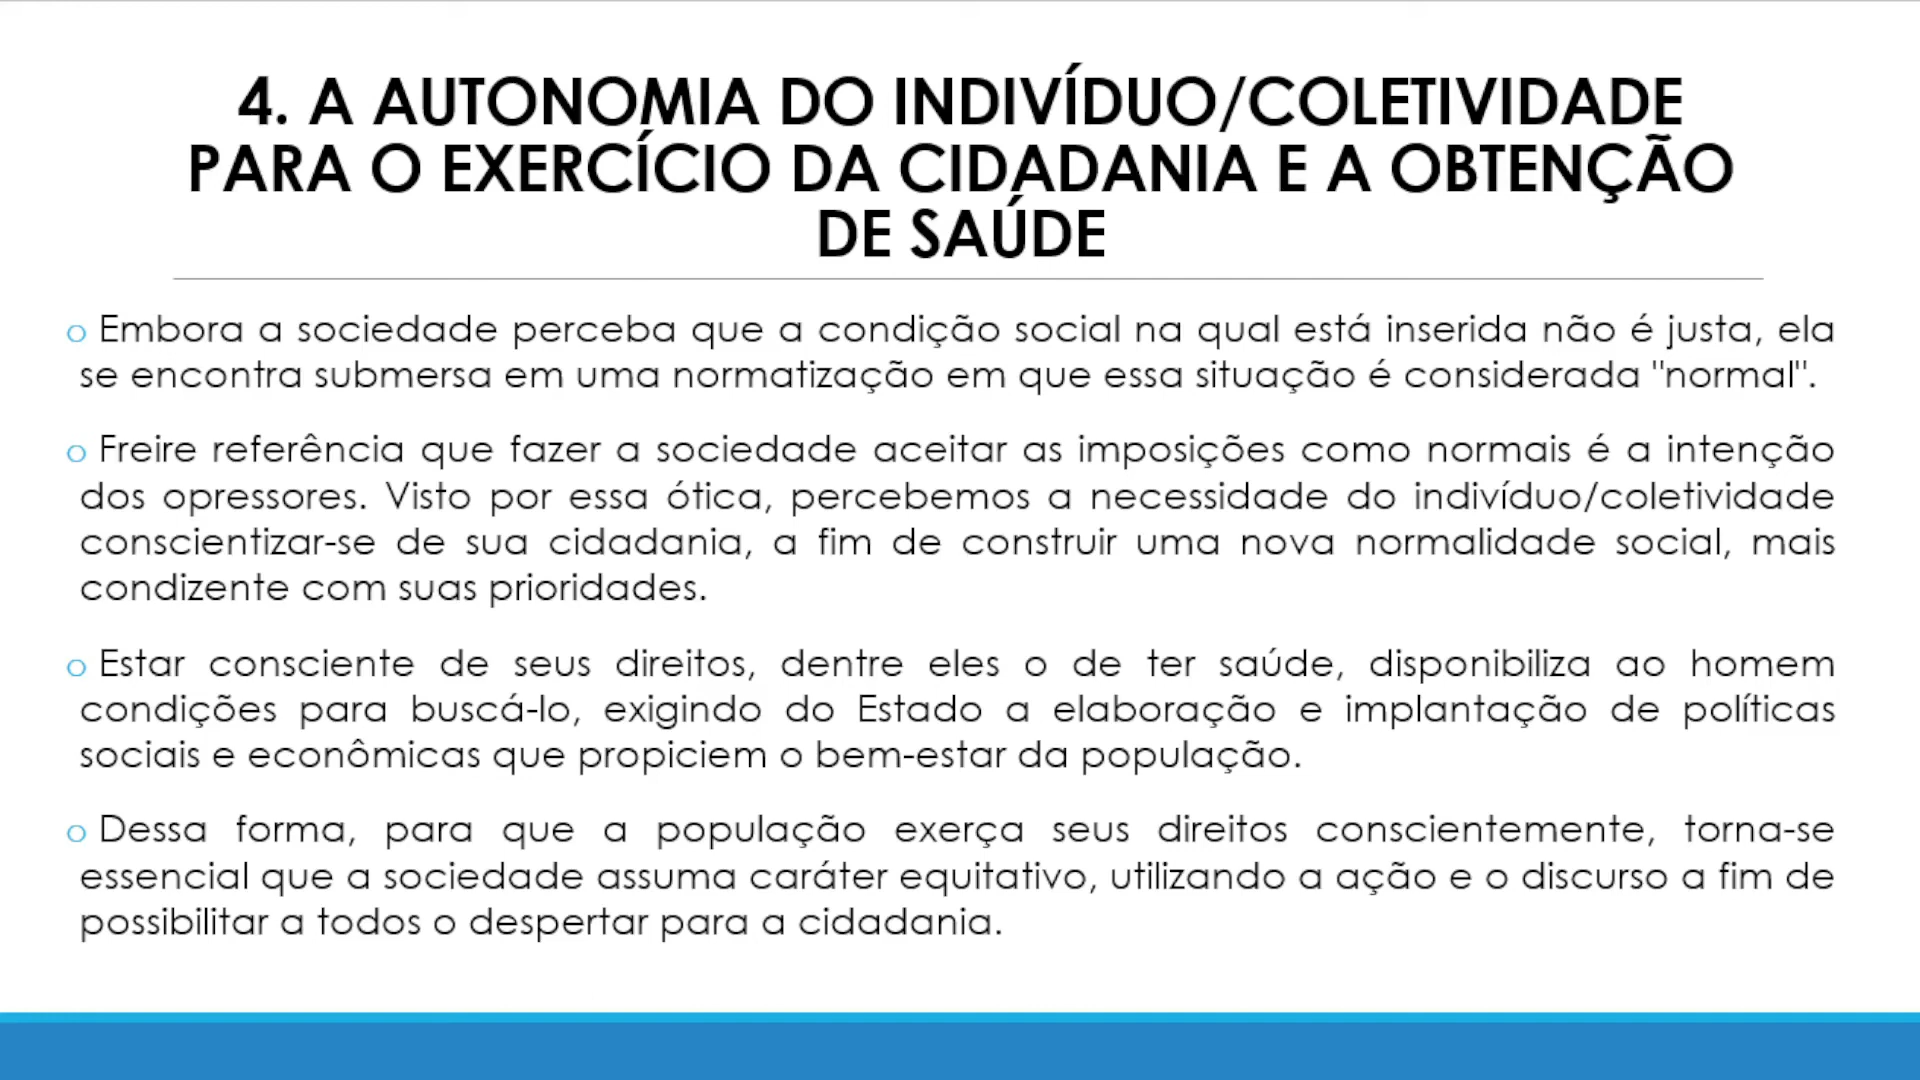 4. A AUTONOMIA DO INDIVÍDUO/COLETIVIDADE
PARA O EXERCÍCIO DA CIDADANIA E A OBTENÇÃO
DE SAÚDE
o Embora a sociedade perceba que a condição social na qual está inserida não é justa, ela
se encontra submersa em uma normatização em que essa situação é considerada "normal".
o Freire referência que fazer a sociedade aceitar as imposições como normais é a intenção
dos opressores. Visto por essa ótica, percebemos a necessidade do indivíduo/coletividade
conscientizar-se de sua cidadania, a fim de construir uma nova normalidade social, mais
condizente com suas prioridades.
o Estar consciente de seus direitos, dentre eles o de ter saúde, disponibiliza ao homem
condições para buscá-lo, exigindo do Estado a elaboração e implantação de políticas
sociais e econômicas que propiciem o bem-estar da população.
o Dessa forma, para que a população exerça seus direitos conscientemente, torna-se
essencial que a sociedade assuma caráter equitativo, utilizando a ação e o discurso a fim de
possibilitar a todos o despertar para a cidadania.